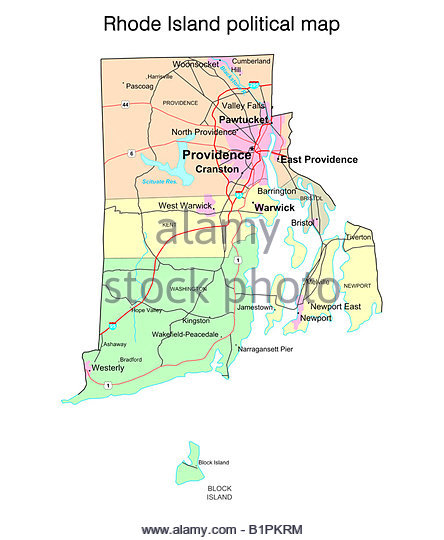 Rhode Island political map
Woonsocket
Cumberland
Hill
Harrisville
Pascoag
Blackstone
44
PROVIDENCE
Valley Falls
Pawtucket
North Providence
6
Providence
East Providence
Cranston
Scituate Res.
Barrington
BRISTOL
West Warwick
Warwick
Bristol
KENT
Tiverton
alamy
1
WASHINGTON
stock photo
Melville
NEWPORT
Hope Valley
Jamestown
Newport East
Kingston
Newport
Wakefield-Peacedale
Ashaway
Narragansett Pier
Bradford
Westerly
1
Block Island
BLOCK
ISLAND
www.alamy.com - B1PKRM